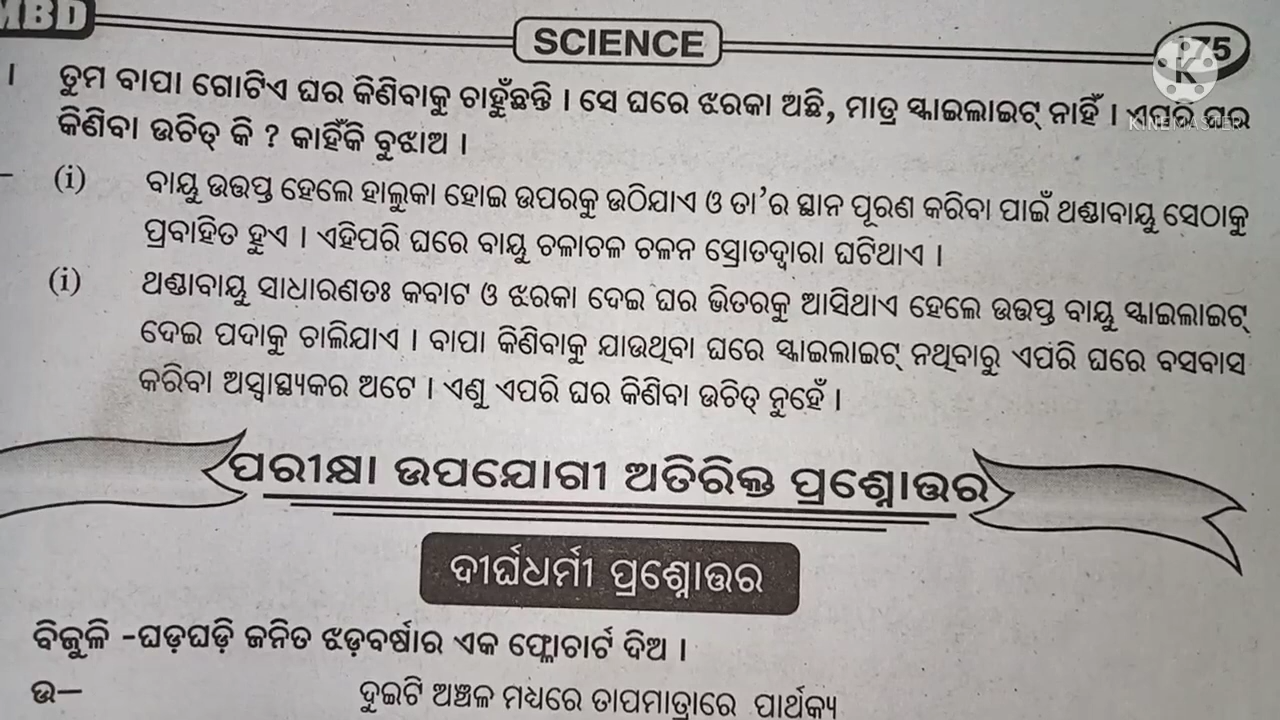 MBD
SCIENCE
175
। ତୁମ ବାପା ଗୋଟିଏ ଘର କିଣିବାକୁ ଚାହୁଁଛନ୍ତି । ସେ ଘରେ ଝରକା ଅଛି, ମାତ୍ର ସ୍କାଇଲାଇଟ୍ ନାହିଁ । ଏପରି ଘର
KINEMASTER
କିଣିବା ଉଚିତ୍ କି ? କାହିଁକି ବୁଝାଅ ।
– (i) ବାୟୁ ଉତ୍ତପ୍ତ ହେଲେ ହାଲୁକା ହୋଇ ଉପରକୁ ଉଠିଯାଏ ଓ ତା’ର ସ୍ଥାନ ପୂରଣ କରିବା ପାଇଁ ଥଣ୍ଡାବାୟୁ ସେଠାକୁ
ପ୍ରବାହିତ ହୁଏ । ଏହିପରି ଘରେ ବାୟୁ ଚଳାଚଳ ଚଳନ ସ୍ରୋତଦ୍ୱାରା ଘଟିଥାଏ ।
(i) ଥଣ୍ଡାବାୟୁ ସାଧାରଣତଃ କବାଟ ଓ ଝରକା ଦେଇ ଘର ଭିତରକୁ ଆସିଥାଏ ହେଲେ ଉତ୍ତପ୍ତ ବାୟୁ ସ୍କାଇଲାଇଟ୍
ଦେଇ ପଦାକୁ ଚାଲିଯାଏ । ବାପା କିଣିବାକୁ ଯାଉଥିବା ଘରେ ସ୍କାଇଲାଇଟ୍ ନଥିବାରୁ ଏପରି ଘରେ ବସବାସ
କରିବା ଅସ୍ୱାସ୍ଥ୍ୟକର ଅଟେ । ଏଣୁ ଏପରି ଘର କିଣିବା ଉଚିତ୍ ନୁହେଁ ।
ପରୀକ୍ଷା ଉପଯୋଗୀ ଅତିରିକ୍ତ ପ୍ରଶ୍ନୋତ୍ତର
ଦୀର୍ଘଧର୍ମୀ ପ୍ରଶ୍ନୋତ୍ତର
ବିଜୁଳି -ଘଡ଼ଘଡ଼ି ଜନିତ ଝଡ଼ବର୍ଷାର ଏକ ଫ୍ଲୋଚାର୍ଟ ଦିଅ ।
ଉ— ଦୁଇଟି ଅଞ୍ଚଳ ମଧ୍ୟରେ ତାପମାତ୍ରାରେ ପାର୍ଥକ୍ୟ